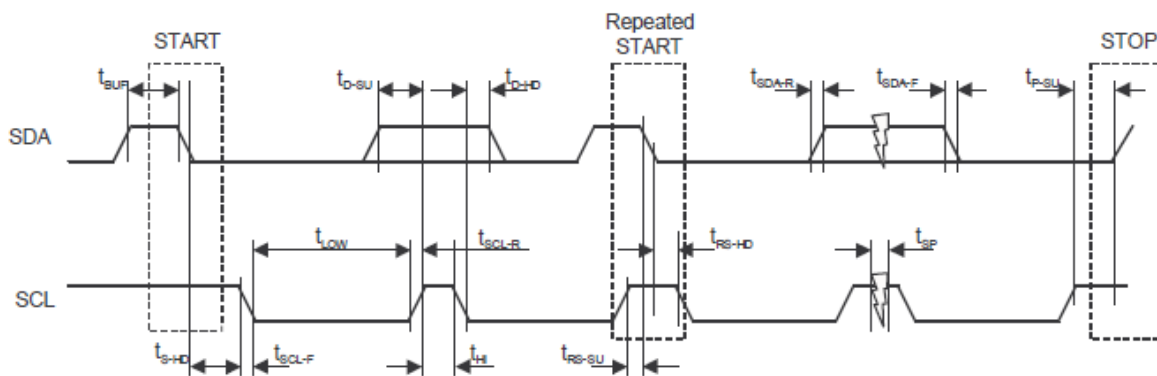 START
Repeated
START
STOP
tBUF
tD-SU
tD-HD
tSDA-R
tSDA-F
tP-SU
SDA
tLOW
tSCL-R
tRS-HD
tSP
SCL
tS-HD
tSCL-F
tHI
tRS-SU